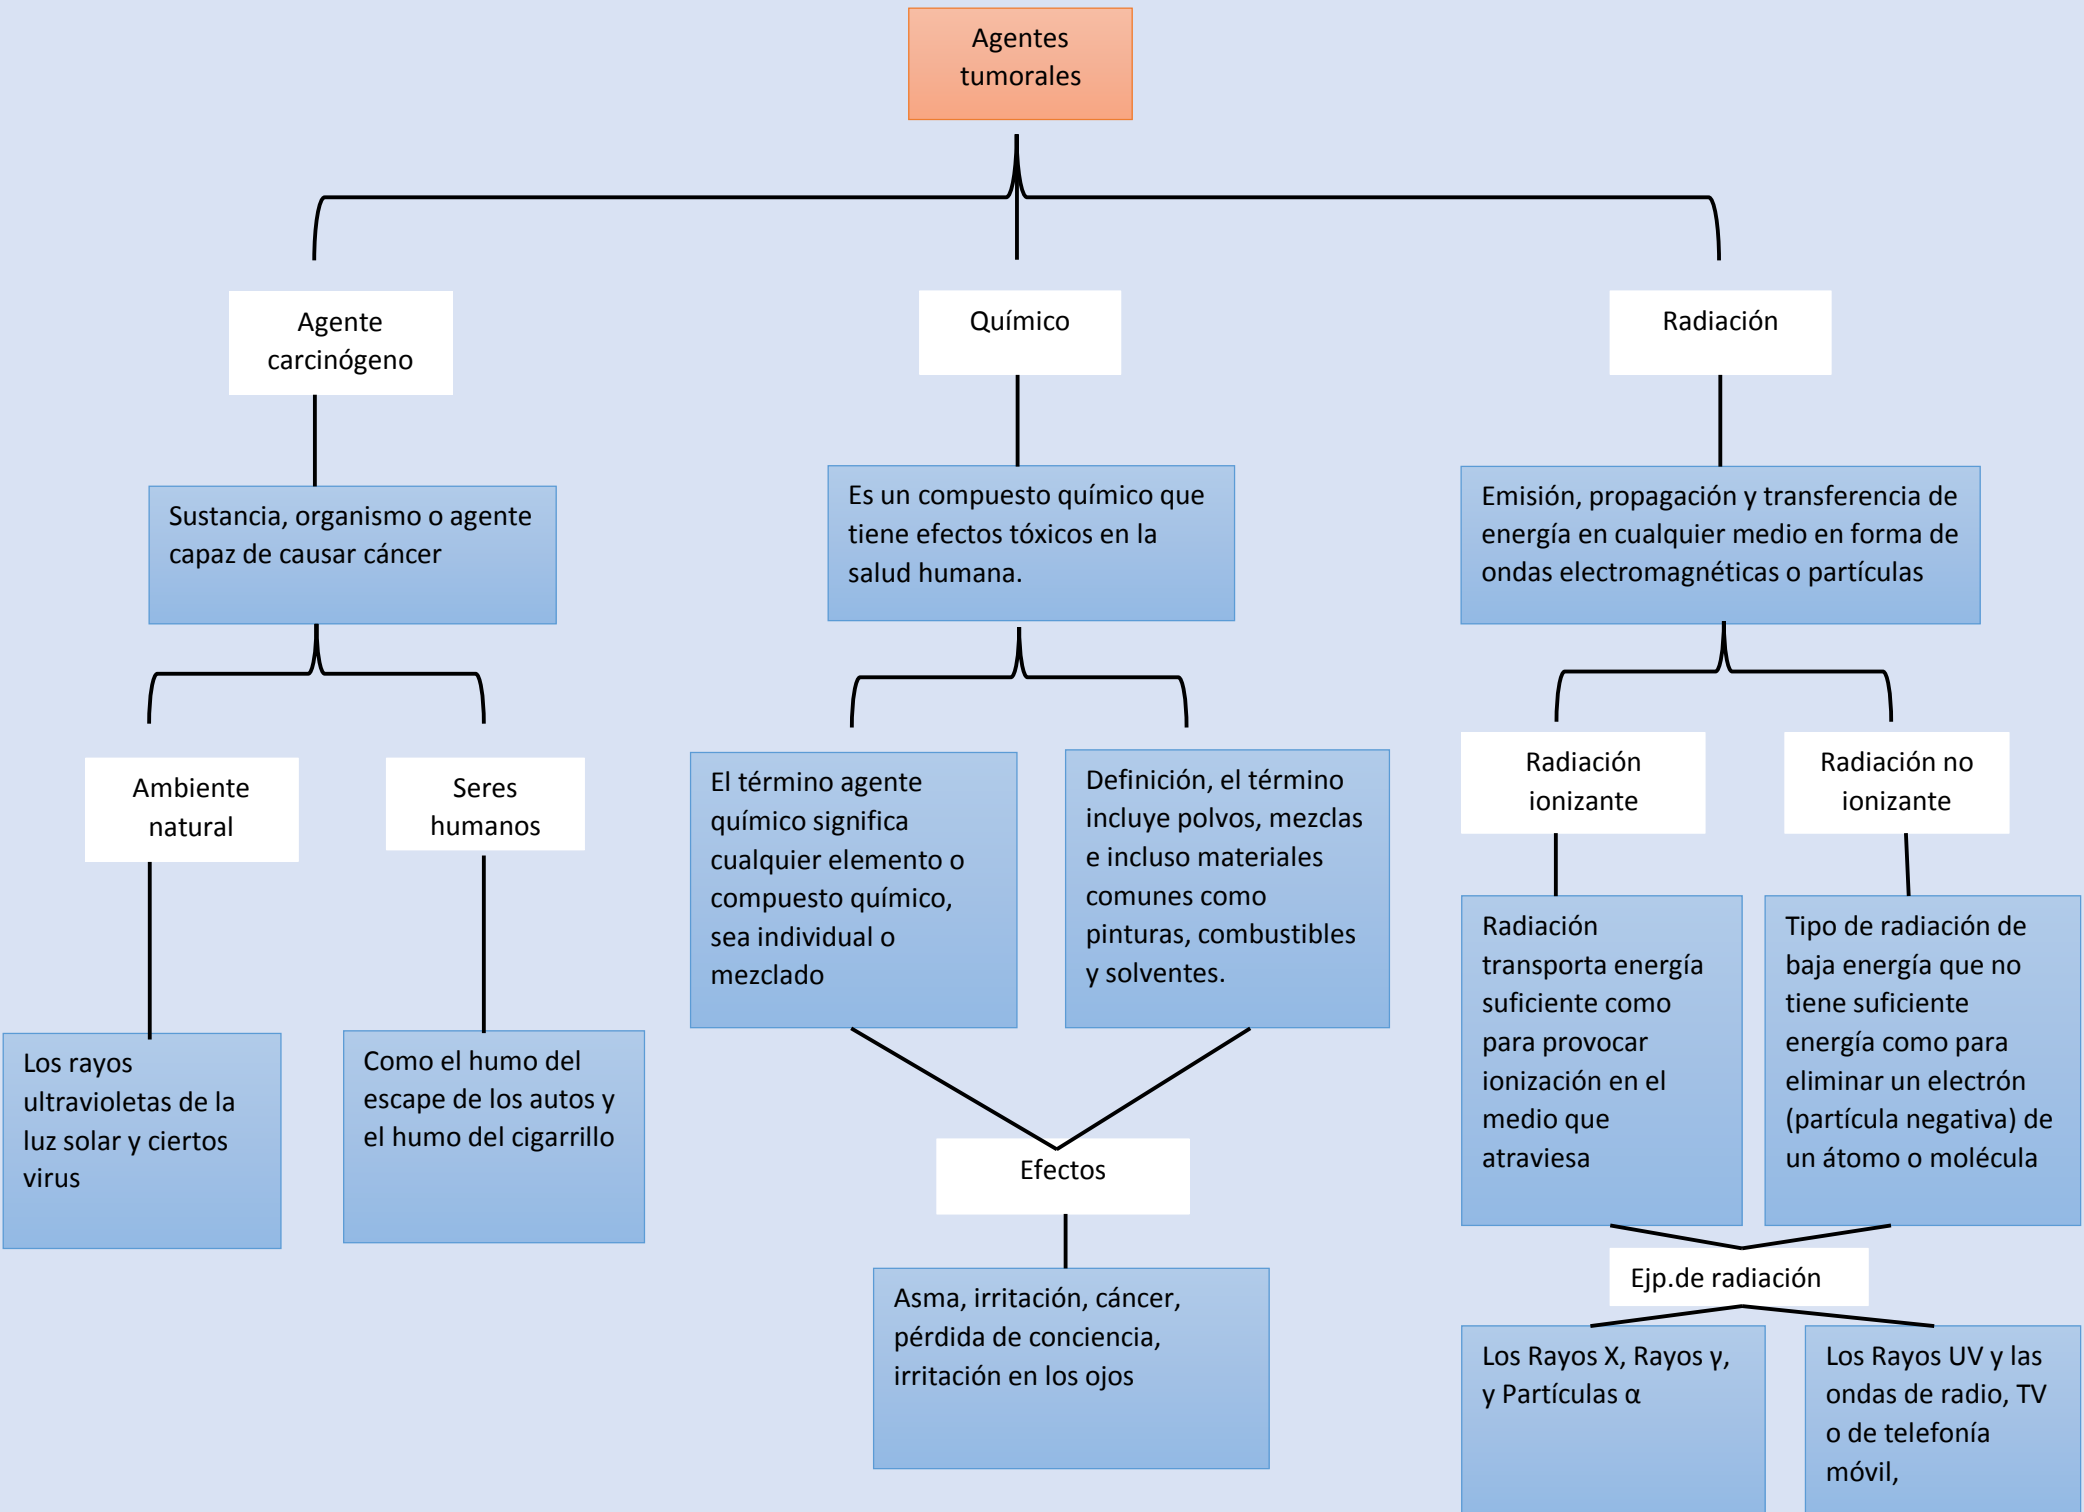 Agentes
tumorales
Agente
carcinógeno
Químico
Radiación
Sustancia, organismo o agente
capaz de causar cáncer
Es un compuesto químico que
tiene efectos tóxicos en la
salud humana.
Emisión, propagación y transferencia de
energía en cualquier medio en forma de
ondas electromagnéticas o partículas
Ambiente
natural
Seres
humanos
El término agente
químico significa
cualquier elemento o
compuesto químico,
sea individual o
mezclado
Definición, el término
incluye polvos, mezclas
e incluso materiales
comunes como
pinturas, combustibles
y solventes.
Radiación
ionizante
Radiación no
ionizante
Los rayos
ultravioletas de la
luz solar y ciertos
virus
Como el humo del
escape de los autos y
el humo del cigarrillo
Radiación
transporta energía
suficiente como
para provocar
ionización en el
medio que
atraviesa
Tipo de radiación de
baja energía que no
tiene suficiente
energía como para
eliminar un electrón
(partícula negativa) de
un átomo o molécula
Efectos
Asma, irritación, cáncer,
pérdida de conciencia,
irritación en los ojos
Ejp.de radiación
Los Rayos X, Rayos γ,
y Partículas α
Los Rayos UV y las
ondas de radio, TV
o de telefonía
móvil,